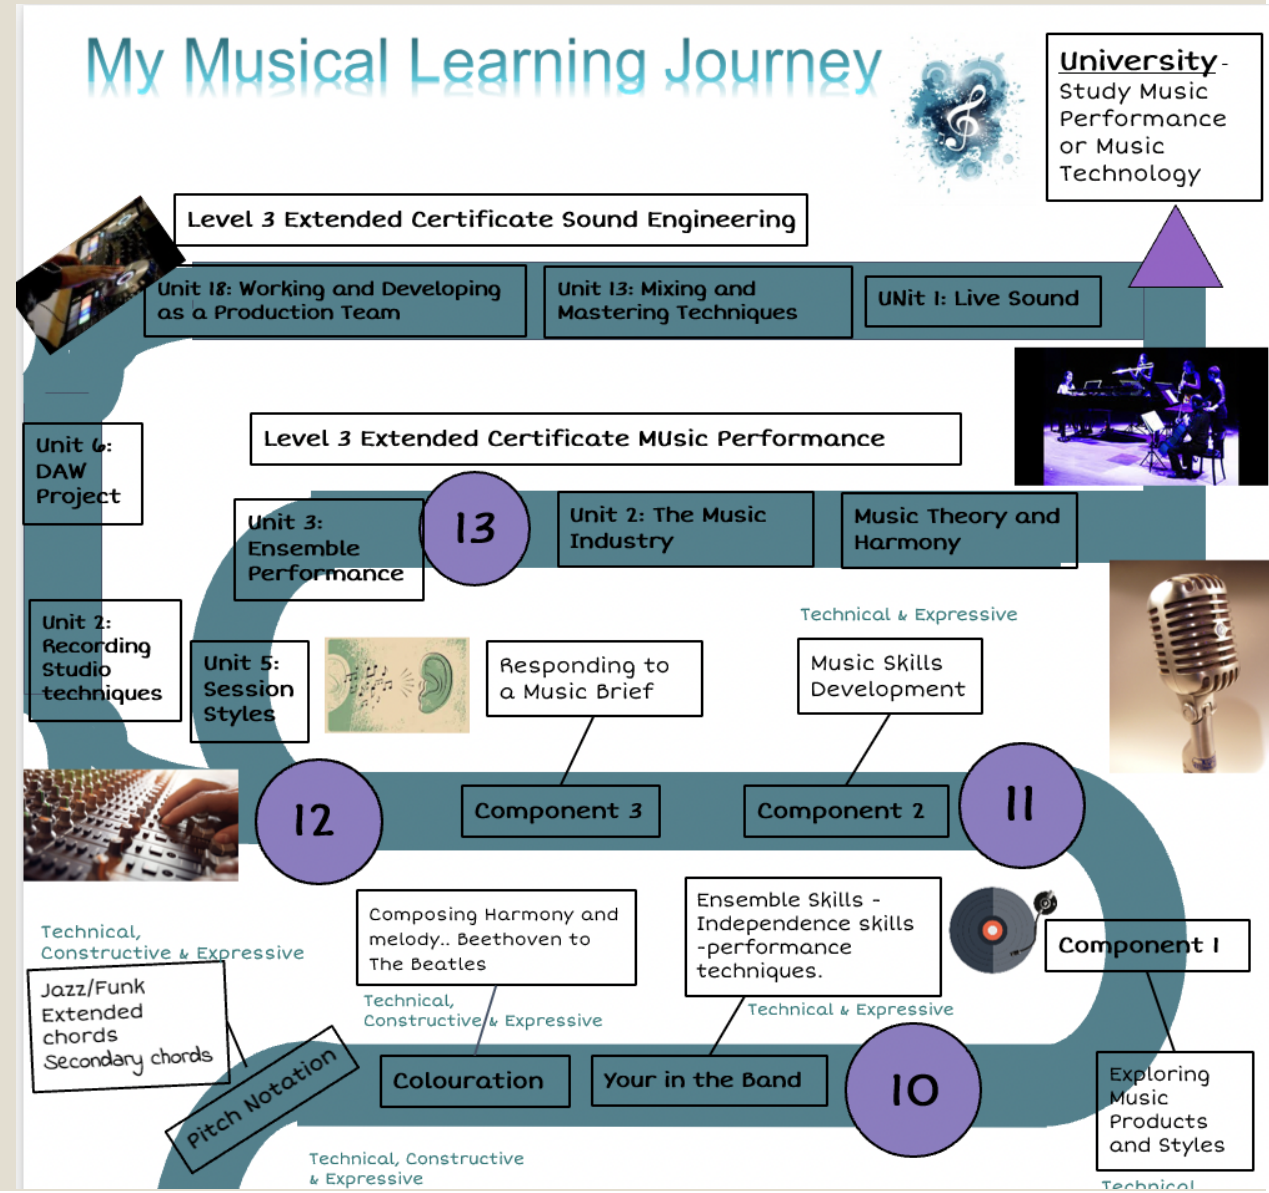 My Musical Learning Journey
University -
Study Music
Performance
or Music
Technology
Level 3 Extended Certificate Sound Engineering
Unit 18: Working and Developing
as a Production Team
Unit 13: Mixing and
Mastering Techniques
UNit 1: Live Sound
Unit 6:
DAW
Project
Level 3 Extended Certificate MUsic Performance
Unit 3:
Ensemble
Performance
13
Unit 2: The Music
Industry
Music Theory and
Harmony
Unit 2:
Recording
Studio
techniques
Unit 5:
Session
Styles
Responding to
a Music Brief
Technical & Expressive
Music Skills
Development
12
Component 3
Component 2
11
Technical,
Constructive & Expressive
Jazz/Funk
Extended
chords
Secondary chords
Composing Harmony and
melody.. Beethoven to
The Beatles
Technical,
Constructive & Expressive
Ensemble Skills -
Independence skills
-performance
techniques.
Technical & Expressive
Component 1
Pitch Notation
Colouration
Your in the Band
10
Exploring
Music
Products
and Styles
Technical, Constructive
& Expressive
Technical